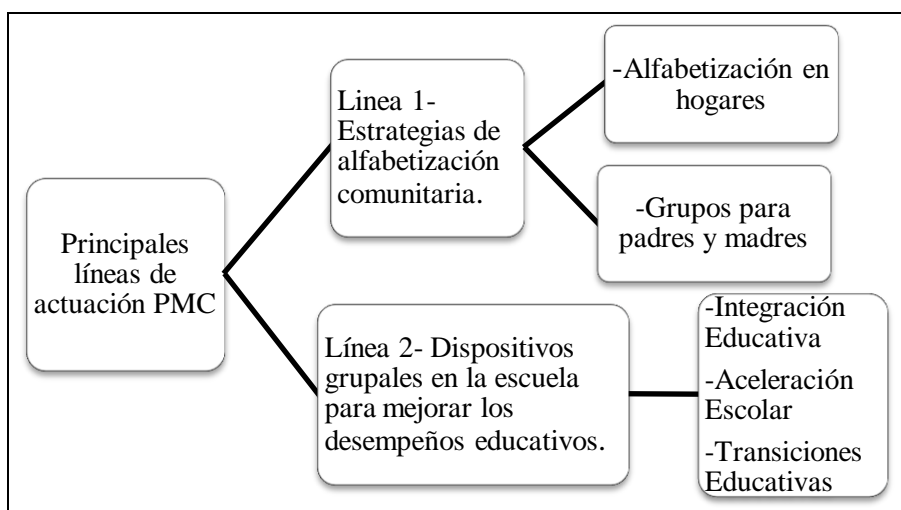 Principales
líneas de
actuación PMC
Linea 1-
Estrategias de
alfabetización
comunitaria.
-Alfabetización en
hogares
-Grupos para
padres y madres
Línea 2- Dispositivos
grupales en la escuela
para mejorar los
desempeños educativos.
-Integración
Educativa
-Aceleración
Escolar
-Transiciones
Educativas